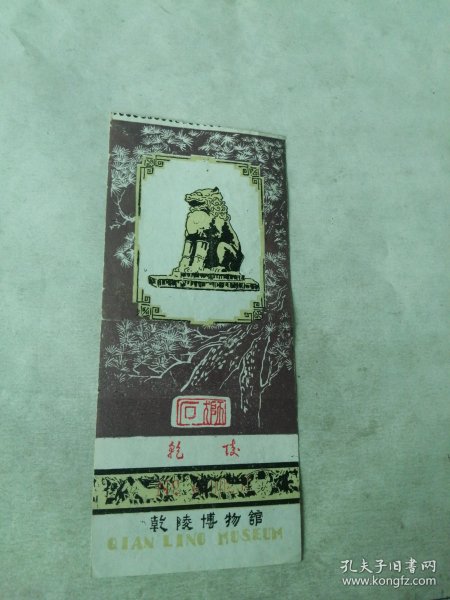 石狮
乾陵
乾陵博物館
QIAN LING MUSEUM
孔夫子旧书网
www.kongfz.com